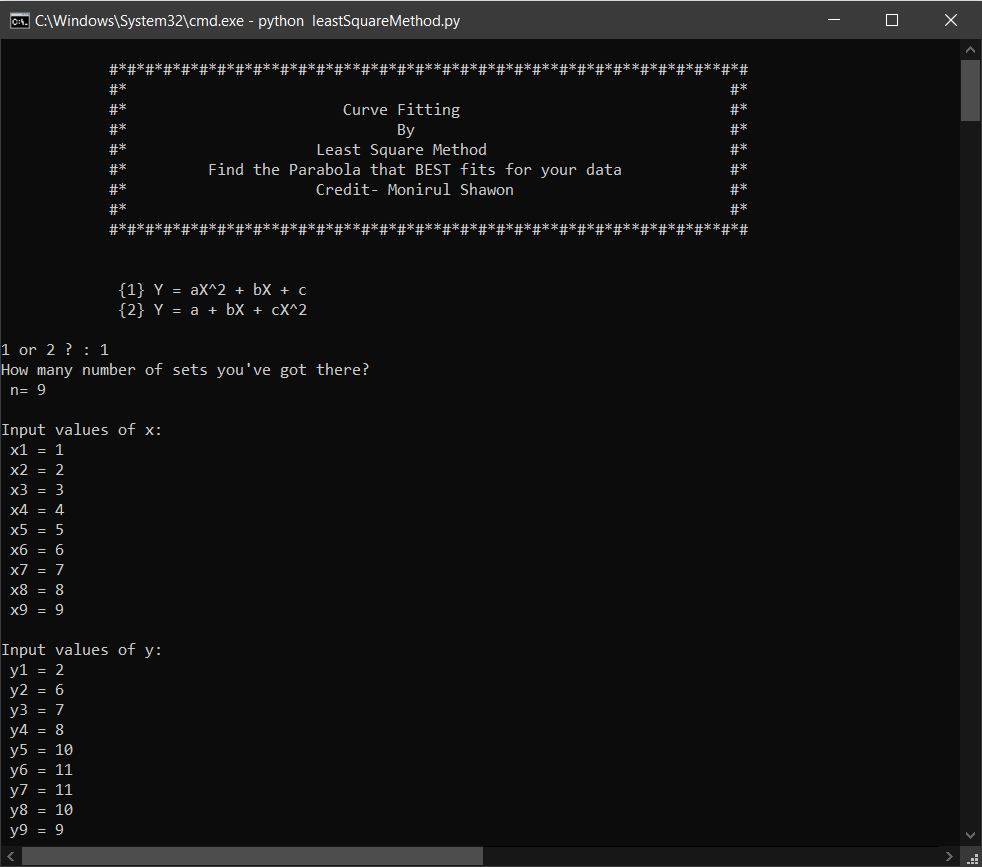 C:\Windows\System32\cmd.exe - python  leastSquareMethod.py
#*#*#*#*#*#*#*#*#**#*#*#*#**#*#*#*#*#**#*#*#*#*#**#*#*#*#**#*#*#*#*#**#*#
#* #*
#* Curve Fitting #*
#* By #*
#* Least Square Method #*
#* Find the Parabola that BEST fits for your data #*
#* Credit- Monirul Shawon #*
#* #*
#*#*#*#*#*#*#*#*#**#*#*#*#**#*#*#*#*#**#*#*#*#*#**#*#*#*#**#*#*#*#*#**#*#
{1} Y = aX^2 + bX + c
{2} Y = a + bX + cX^2
1 or 2 ? : 1
How many number of sets you've got there?
n= 9
Input values of x:
x1 = 1
x2 = 2
x3 = 3
x4 = 4
x5 = 5
x6 = 6
x7 = 7
x8 = 8
x9 = 9
Input values of y:
y1 = 2
y2 = 6
y3 = 7
y4 = 8
y5 = 10
y6 = 11
y7 = 11
y8 = 10
y9 = 9